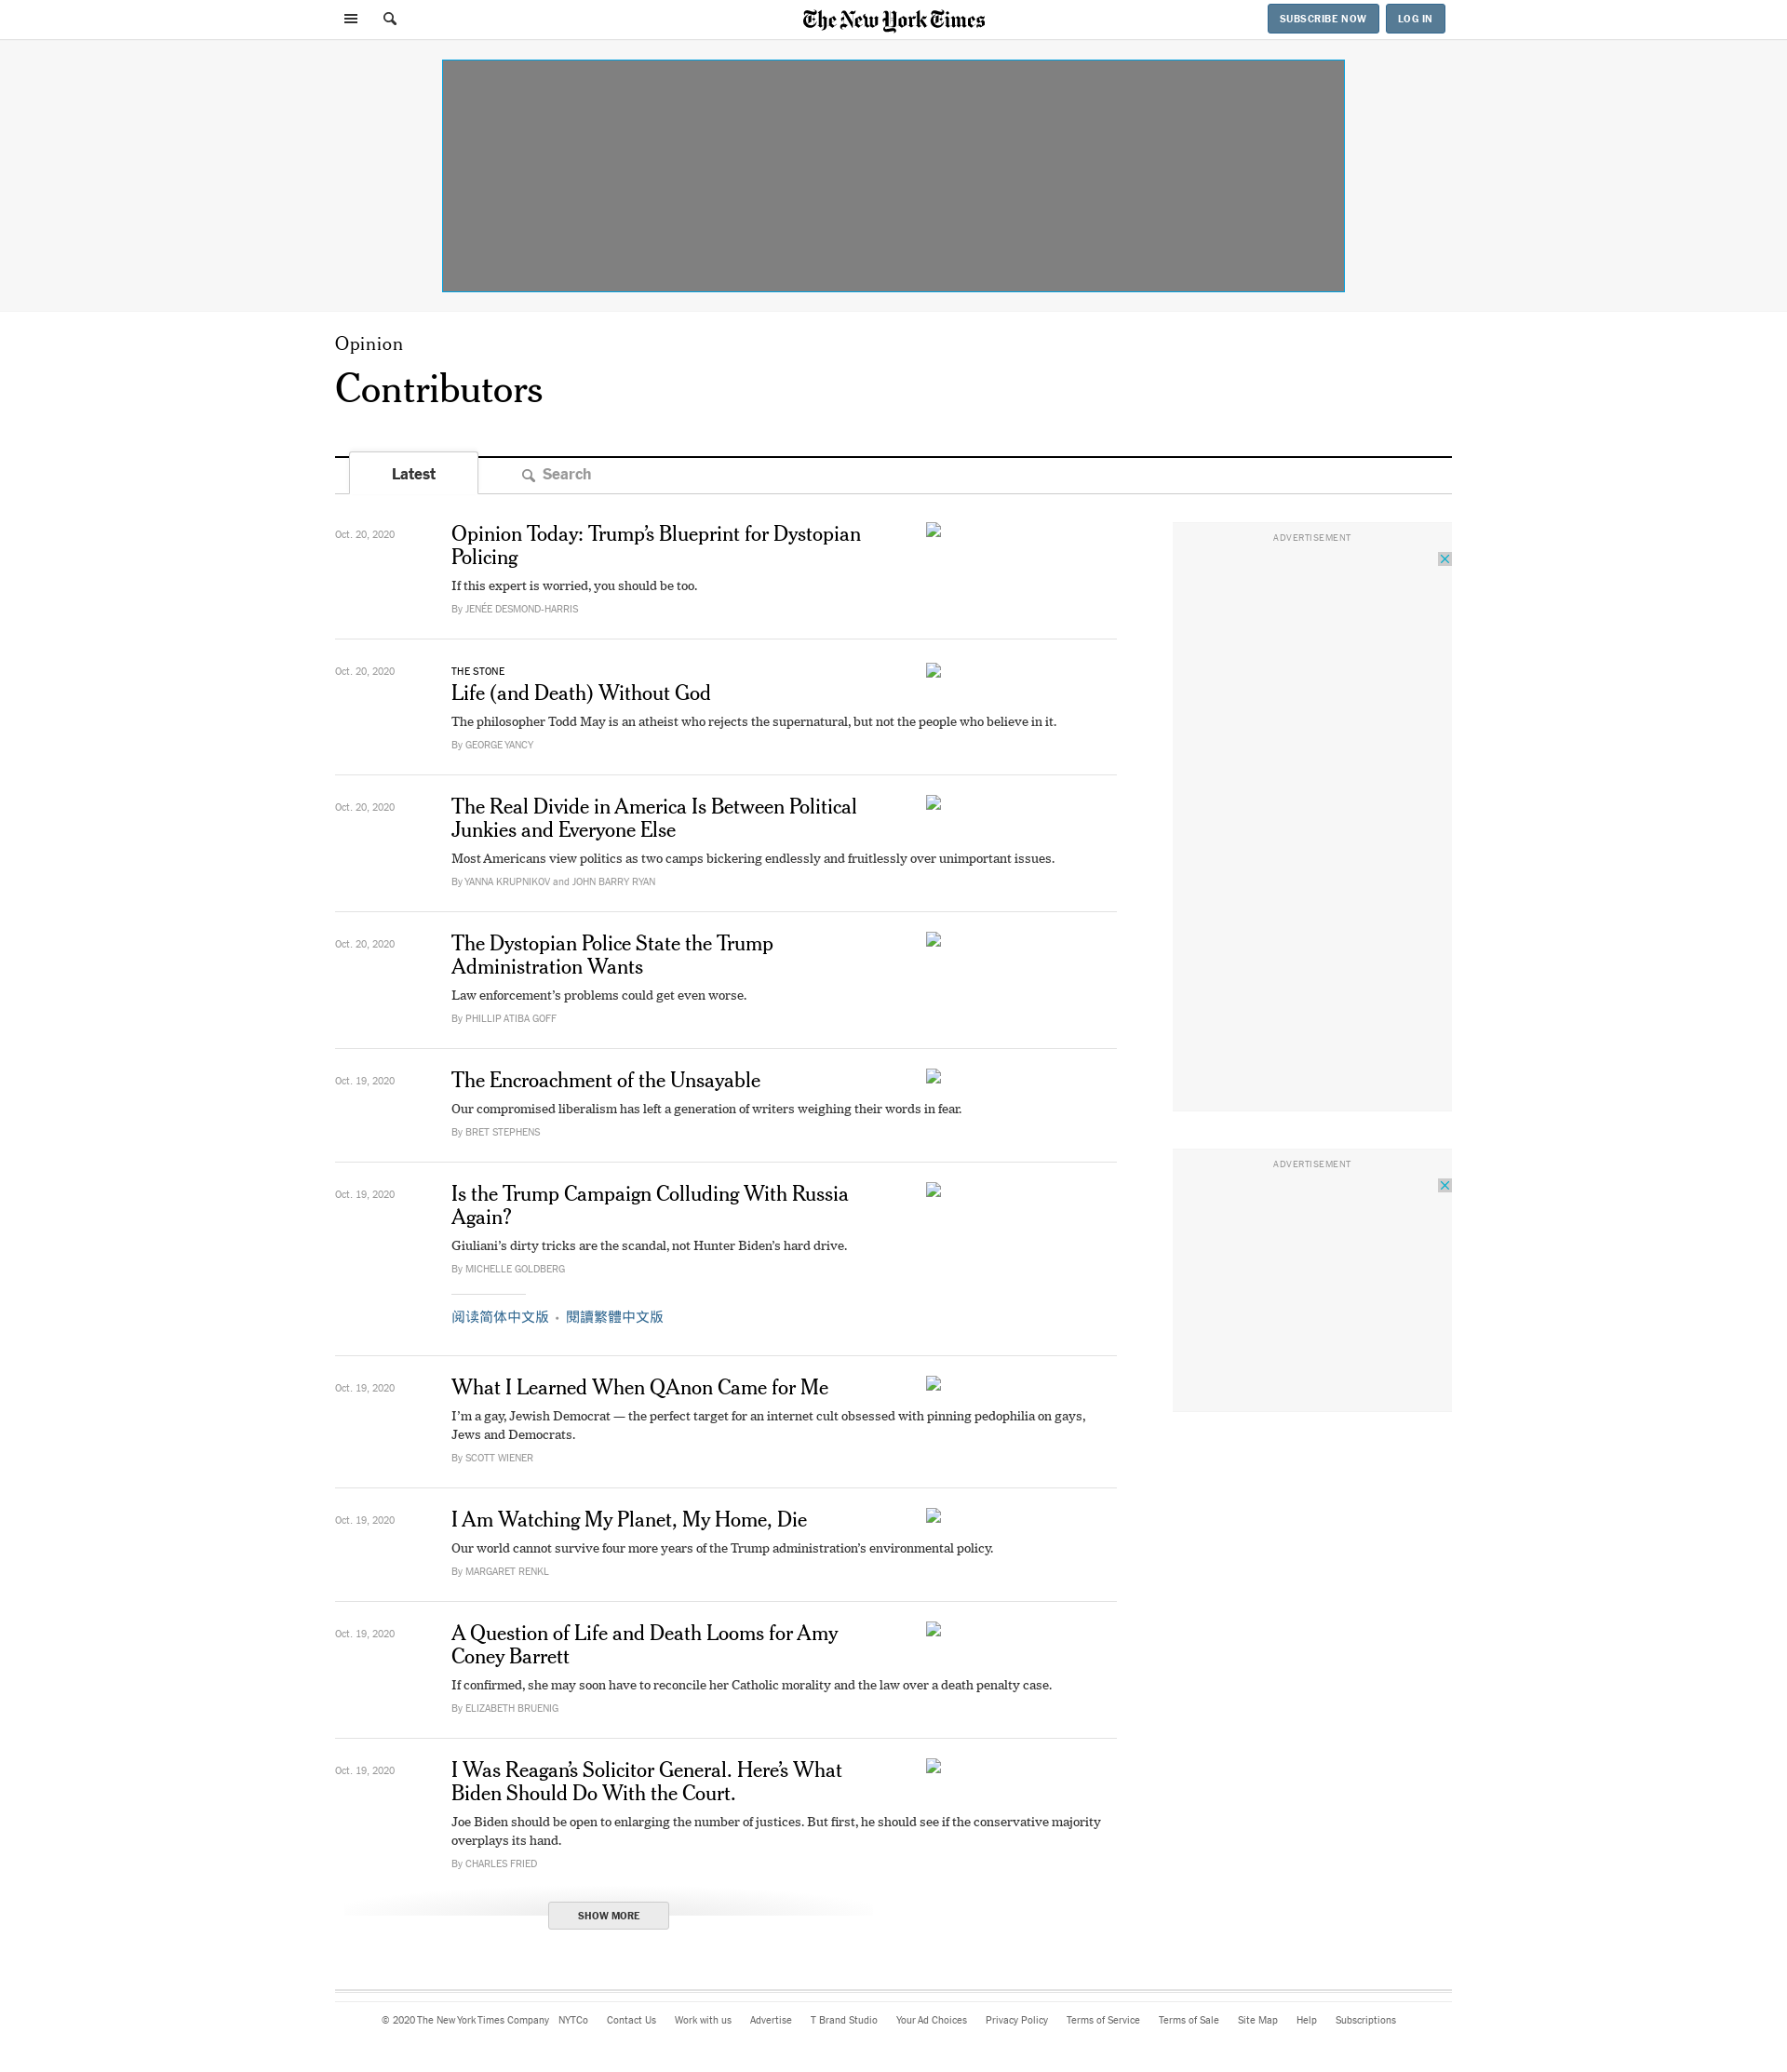 The New York Times
SUBSCRIBE NOW
LOG IN
Opinion
Contributors
Latest
Search
Oct. 20, 2020
Opinion Today: Trump’s Blueprint for Dystopian
Policing
If this expert is worried, you should be too.
By JENÉE DESMOND-HARRIS
Oct. 20, 2020
THE STONE
Life (and Death) Without God
The philosopher Todd May is an atheist who rejects the supernatural, but not the people who believe in it.
By GEORGE YANCY
Oct. 20, 2020
The Real Divide in America Is Between Political
Junkies and Everyone Else
Most Americans view politics as two camps bickering endlessly and fruitlessly over unimportant issues.
By YANNA KRUPNIKOV and JOHN BARRY RYAN
Oct. 20, 2020
The Dystopian Police State the Trump
Administration Wants
Law enforcement’s problems could get even worse.
By PHILLIP ATIBA GOFF
Oct. 19, 2020
The Encroachment of the Unsayable
Our compromised liberalism has left a generation of writers weighing their words in fear.
By BRET STEPHENS
Oct. 19, 2020
Is the Trump Campaign Colluding With Russia
Again?
Giuliani’s dirty tricks are the scandal, not Hunter Biden’s hard drive.
By MICHELLE GOLDBERG
阅读简体中文版 • 閱讀繁體中文版
Oct. 19, 2020
What I Learned When QAnon Came for Me
I’m a gay, Jewish Democrat — the perfect target for an internet cult obsessed with pinning pedophilia on gays,
Jews and Democrats.
By SCOTT WIENER
Oct. 19, 2020
I Am Watching My Planet, My Home, Die
Our world cannot survive four more years of the Trump administration’s environmental policy.
By MARGARET RENKL
Oct. 19, 2020
A Question of Life and Death Looms for Amy
Coney Barrett
If confirmed, she may soon have to reconcile her Catholic morality and the law over a death penalty case.
By ELIZABETH BRUENIG
Oct. 19, 2020
I Was Reagan’s Solicitor General. Here’s What
Biden Should Do With the Court.
Joe Biden should be open to enlarging the number of justices. But first, he should see if the conservative majority
overplays its hand.
By CHARLES FRIED
SHOW MORE
ADVERTISEMENT
ADVERTISEMENT
© 2020 The New York Times Company NYTCo Contact Us Work with us Advertise T Brand Studio Your Ad Choices Privacy Policy Terms of Service Terms of Sale Site Map Help Subscriptions